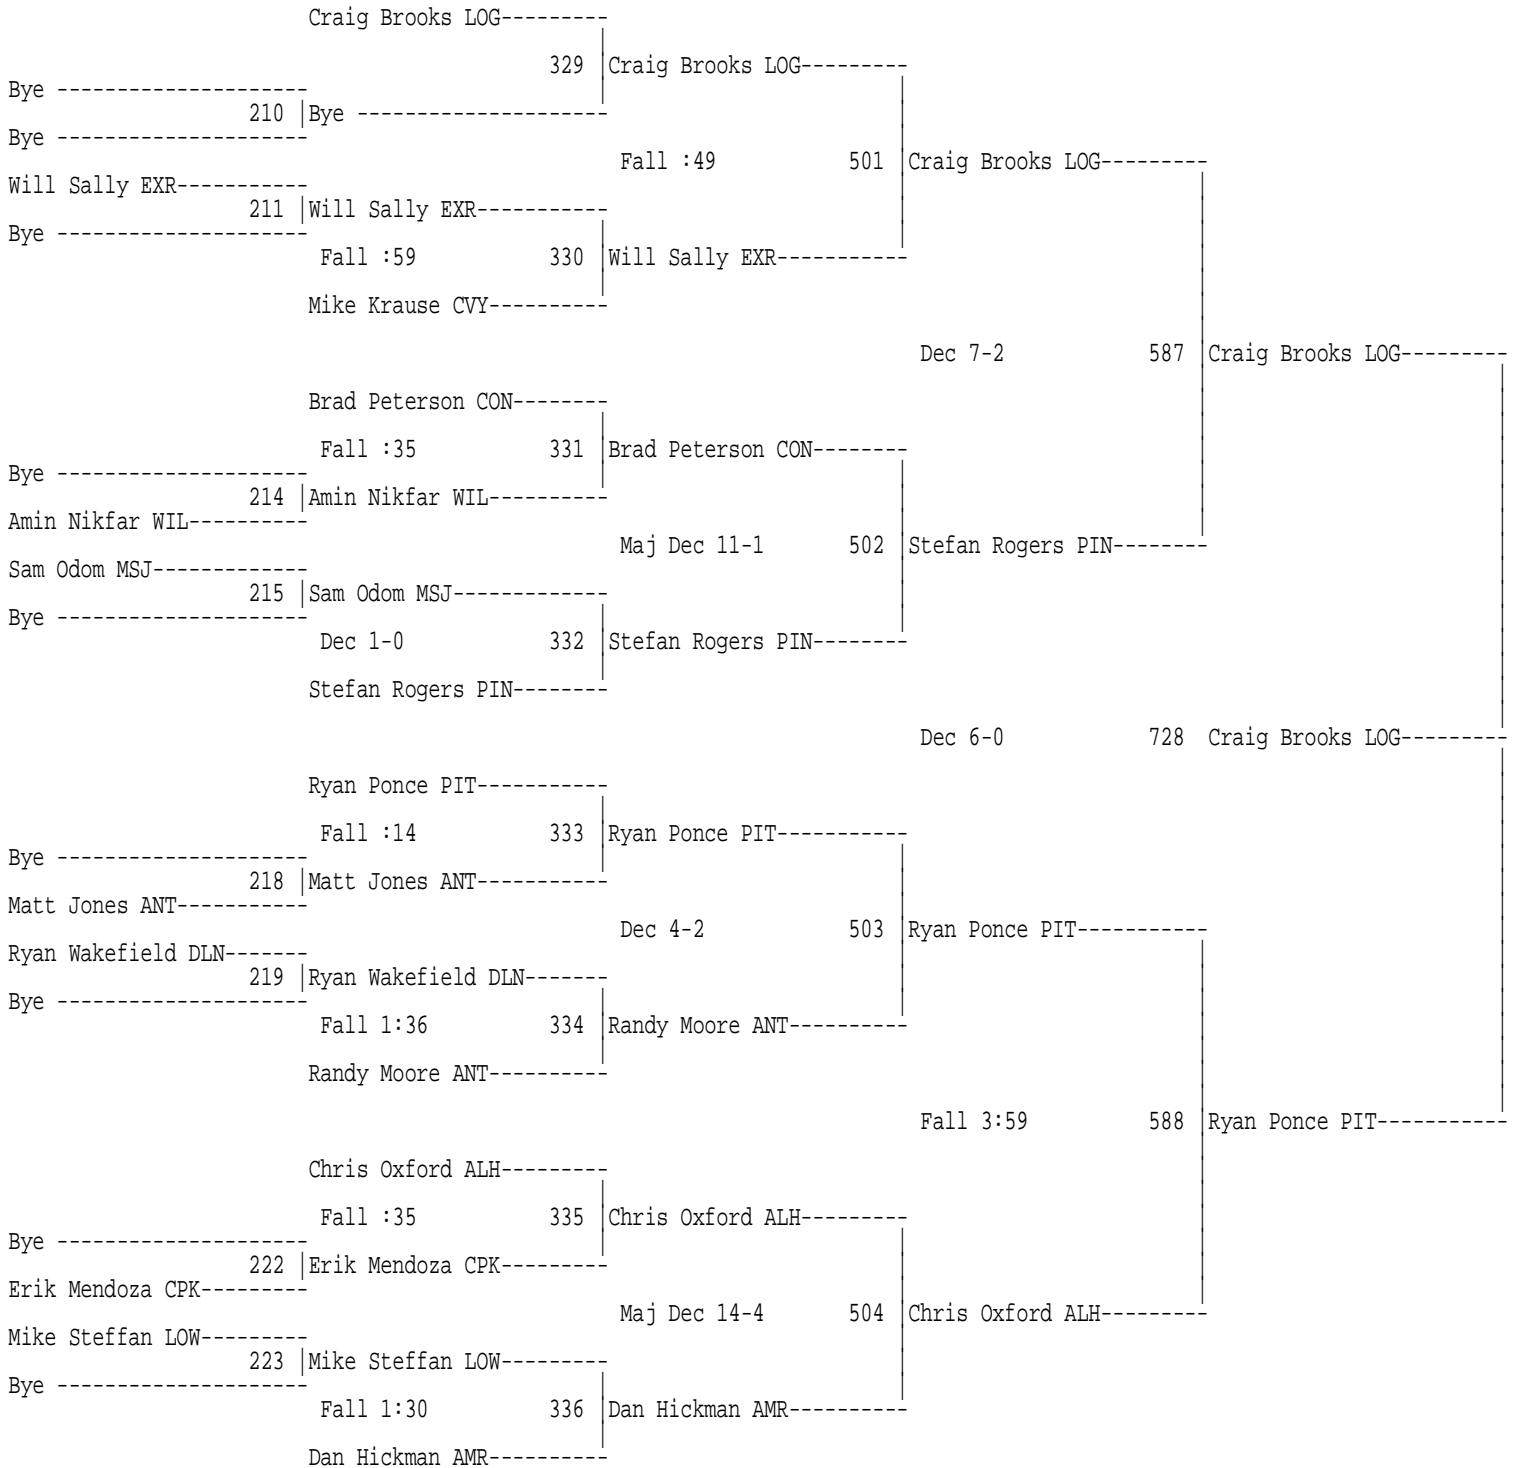 Craig Brooks LOG---------
329 |Craig Brooks LOG---------
Bye ---------------------
210 |Bye ---------------------
Bye ---------------------
Fall :49 501 |Craig Brooks LOG---------
Will Sally EXR-----------
211 |Will Sally EXR-----------
Bye ---------------------
Fall :59 330 |Will Sally EXR-----------
Mike Krause CVY----------
Dec 7-2 587 |Craig Brooks LOG---------
Brad Peterson CON--------
Fall :35 331 |Brad Peterson CON--------
Bye ---------------------
214 |Amin Nikfar WIL----------
Amin Nikfar WIL----------
Maj Dec 11-1 502 |Stefan Rogers PIN--------
Sam Odom MSJ-------------
215 |Sam Odom MSJ-------------
Bye ---------------------
Dec 1-0 332 |Stefan Rogers PIN--------
Stefan Rogers PIN--------
Dec 6-0 728 Craig Brooks LOG---------
Ryan Ponce PIT-----------
Fall :14 333 |Ryan Ponce PIT-----------
Bye ---------------------
218 |Matt Jones ANT-----------
Matt Jones ANT-----------
Dec 4-2 503 |Ryan Ponce PIT-----------
Ryan Wakefield DLN-------
219 |Ryan Wakefield DLN-------
Bye ---------------------
Fall 1:36 334 |Randy Moore ANT----------
Randy Moore ANT----------
Fall 3:59 588 |Ryan Ponce PIT-----------
Chris Oxford ALH---------
Fall :35 335 |Chris Oxford ALH---------
Bye ---------------------
222 |Erik Mendoza CPK---------
Erik Mendoza CPK---------
Maj Dec 14-4 504 |Chris Oxford ALH---------
Mike Steffan LOW---------
223 |Mike Steffan LOW---------
Bye ---------------------
Fall 1:30 336 |Dan Hickman AMR----------
Dan Hickman AMR----------